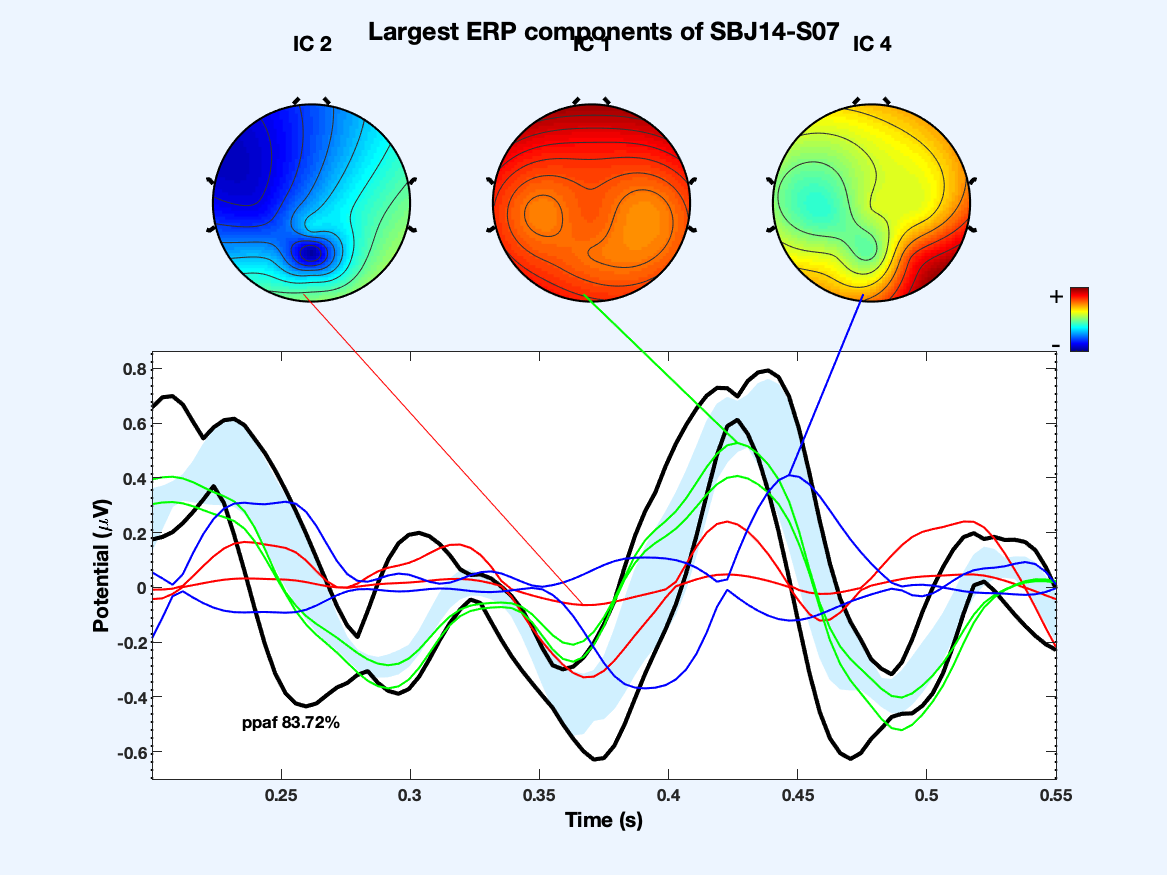 Largest ERP components of SBJ14-S07
IC 2
IC 1
IC 4
+
-
0.8
0.6
0.4
0.2
0
-0.2
-0.4
-0.6
Potential (μV)
ppaf 83.72%
0.25
0.3
0.35
0.4
0.45
0.5
0.55
Time (s)